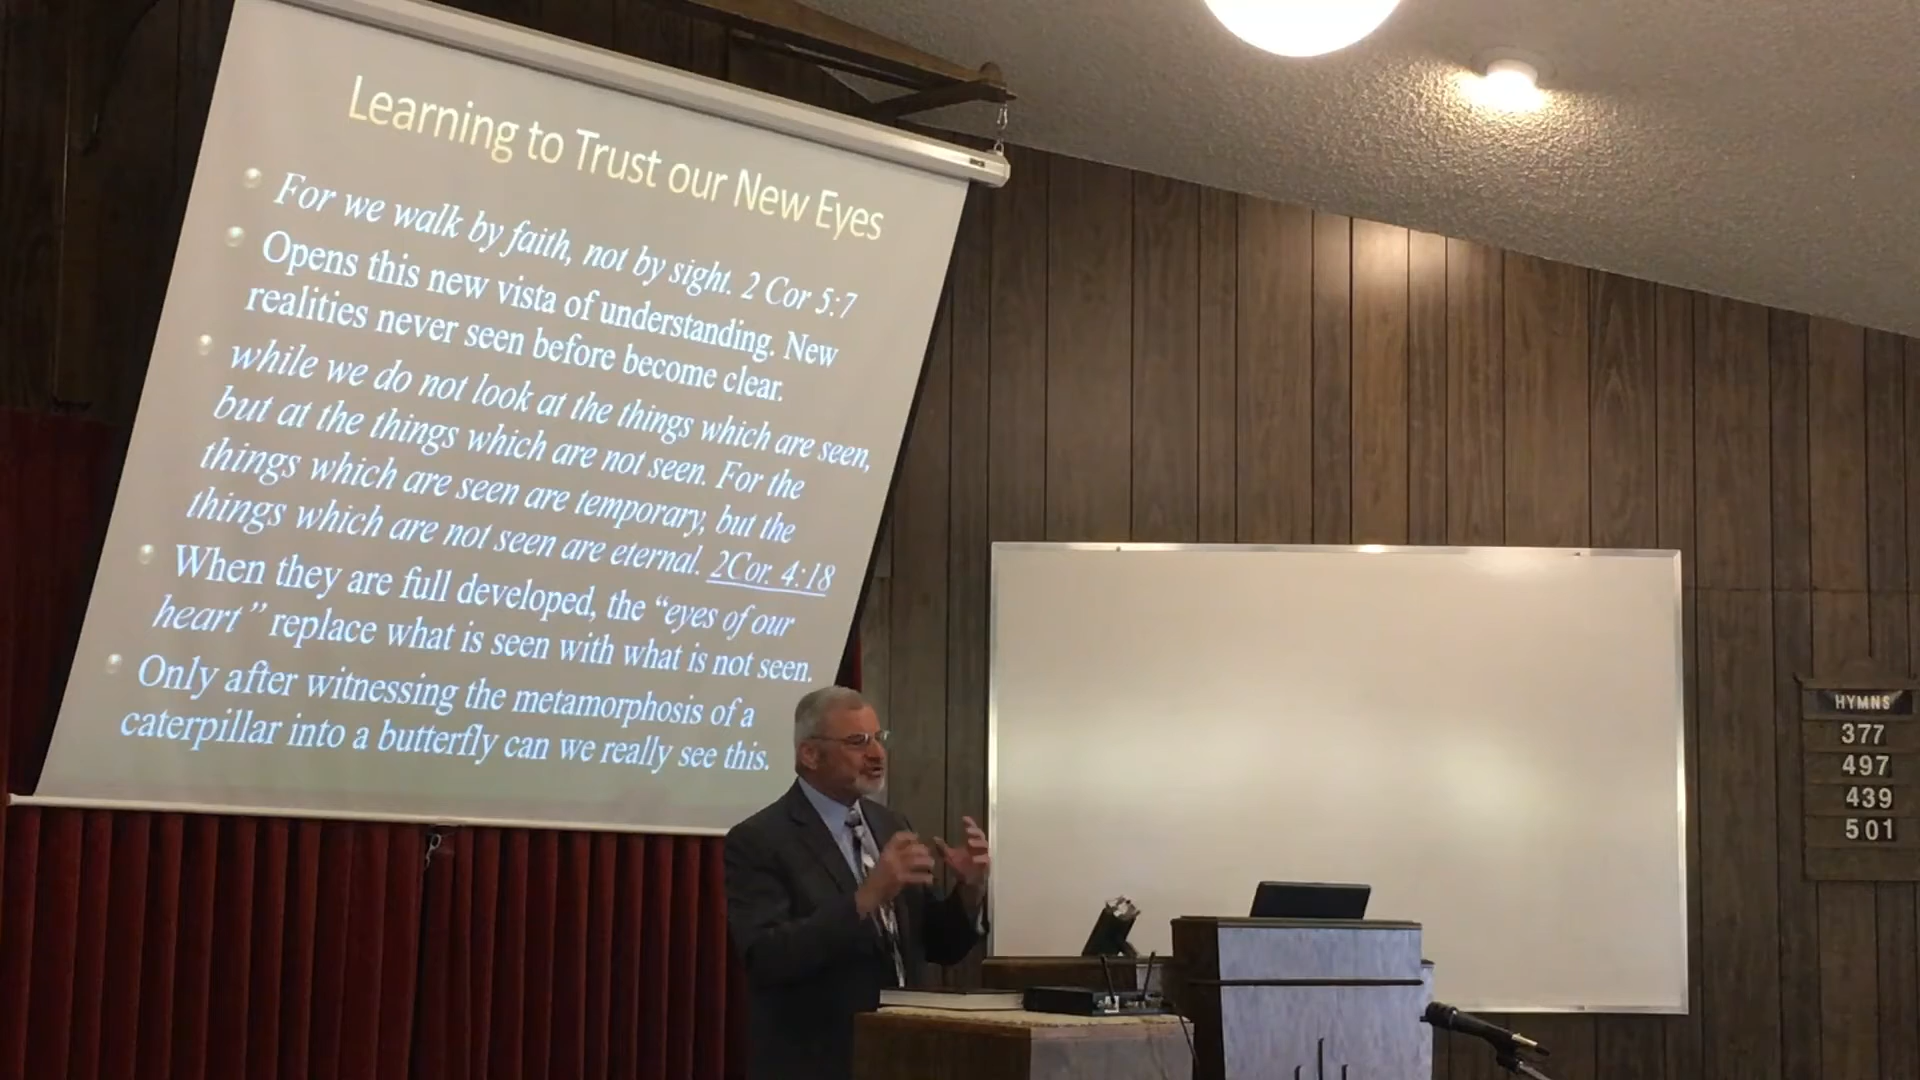 Learning to Trust our New Eyes
For we walk by faith, not by sight. 2 Cor 5:7
Opens this new vista of understanding. New
realities never seen before become clear.
while we do not look at the things which are seen,
but at the things which are not seen. For the
things which are seen are temporary, but the
things which are not seen are eternal. 2Cor. 4:18
When they are full developed, the “eyes of our
heart” replace what is seen with what is not seen.
Only after witnessing the metamorphosis of a
caterpillar into a butterfly can we really see this.
HYMNS
377
497
439
501